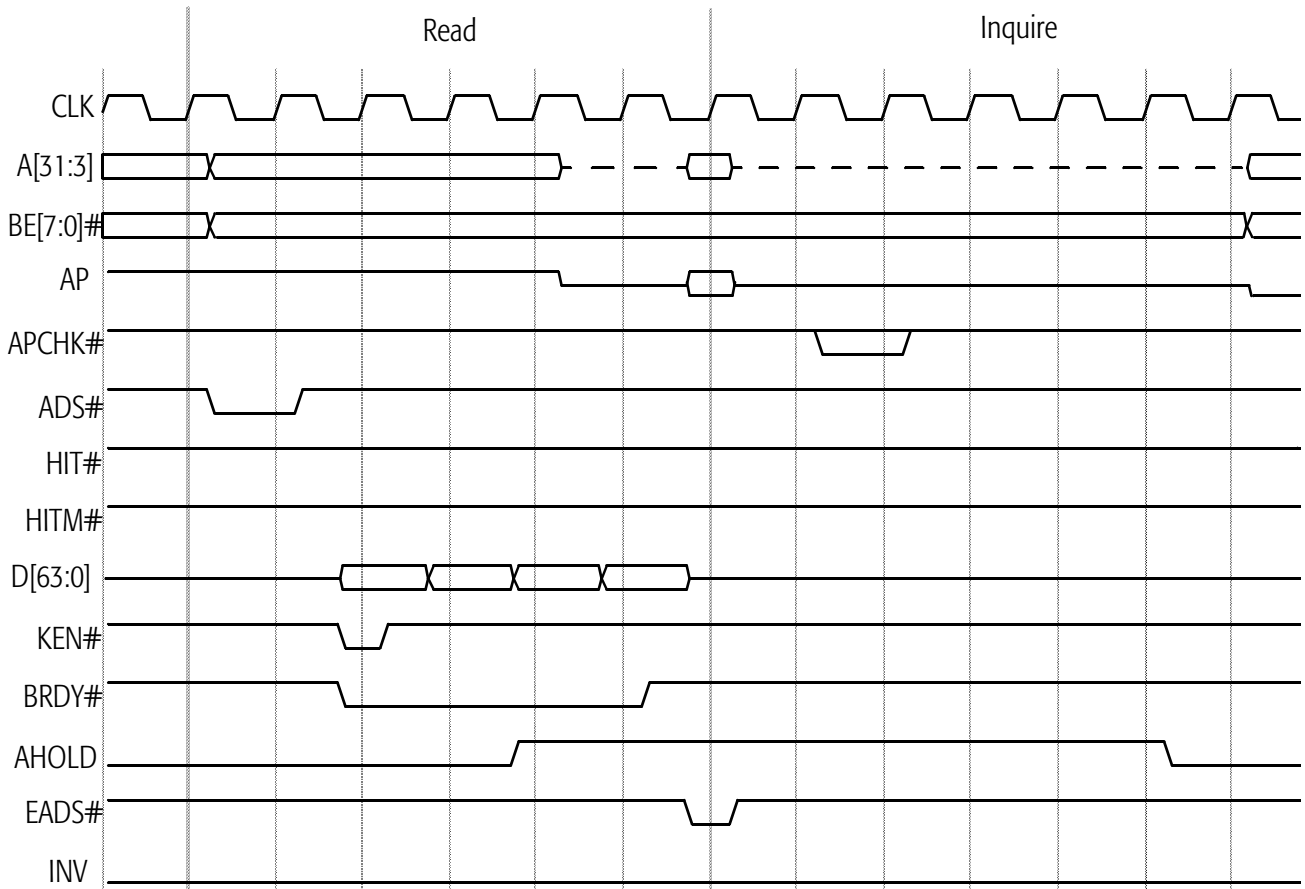 Read
Inquire
CLK
A[31:3]
BE[7:0]#
AP
APCHK#
ADS#
HIT#
HITM#
D[63:0]
KEN#
BRDY#
AHOLD
EADS#
INV